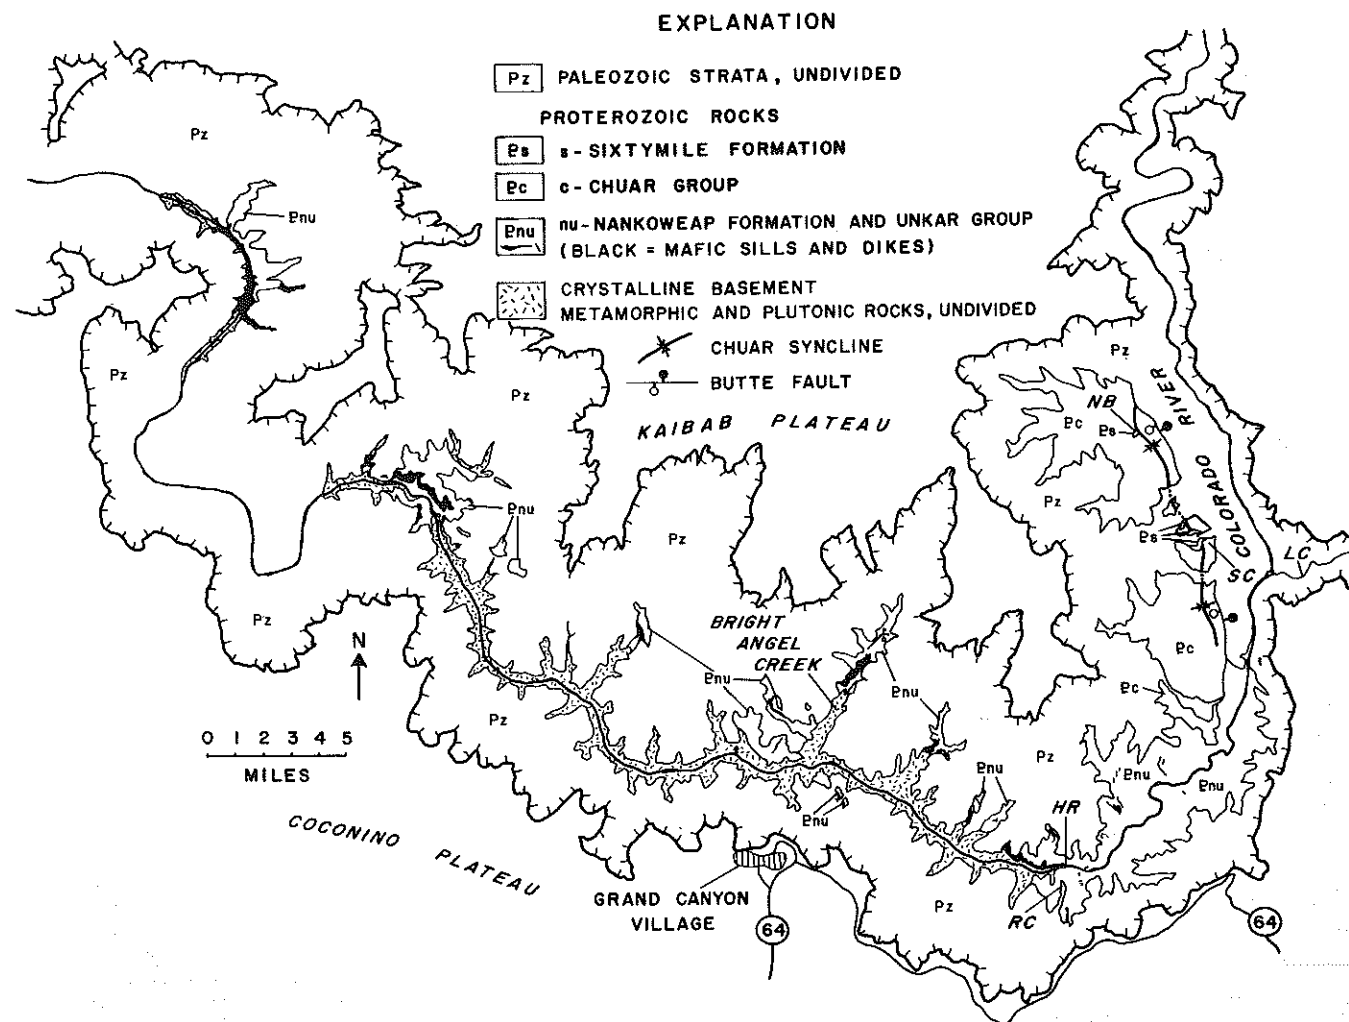 EXPLANATION
Pz PALEOZOIC STRATA, UNDIVIDED
PROTEROZOIC ROCKS
Ps s-SIXTYMILE FORMATION
Pc c-CHUAR GROUP
Pnu nu-NANKOWEAP FORMATION AND UNKAR GROUP
(BLACK = MAFIC SILLS AND DIKES)
CRYSTALLINE BASEMENT
METAMORPHIC AND PLUTONIC ROCKS, UNDIVIDED
CHUAR SYNCLINE
BUTTE FAULT
KAIBAB PLATEAU
Pz
Pnu
Pz
Pz
Pz
NB
Pc
Ps
COLORADO RIVER
Pz
Pnu
Pz
Ps
LC
SC
Pz
N
BRIGHT
ANGEL
CREEK
Pc
Pnu
Pnu
Pc
Pz
0 1 2 3 4 5
MILES
Pz
Pnu
Pnu
Pnu
Pnu
HR
COCONINO PLATEAU
GRAND CANYON
VILLAGE
Pz
RC
64
64